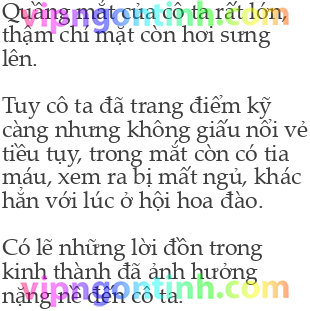 Quầng mắt của cô ta rất lớn,
vipngontinh.com
thậm chí mặt còn hơi sưng
lên.
Tuy cô ta đã trang điểm kỹ
càng nhưng không giấu nổi vẻ
tiều tụy, trong mắt còn có tia
máu, xem ra bị mất ngủ, khác
hẳn với lúc ở hội hoa đào.
Có lẽ những lời đồn trong
kinh thành đã ảnh hưởng
vipngontinh.com
nặng nề đến cô ta.